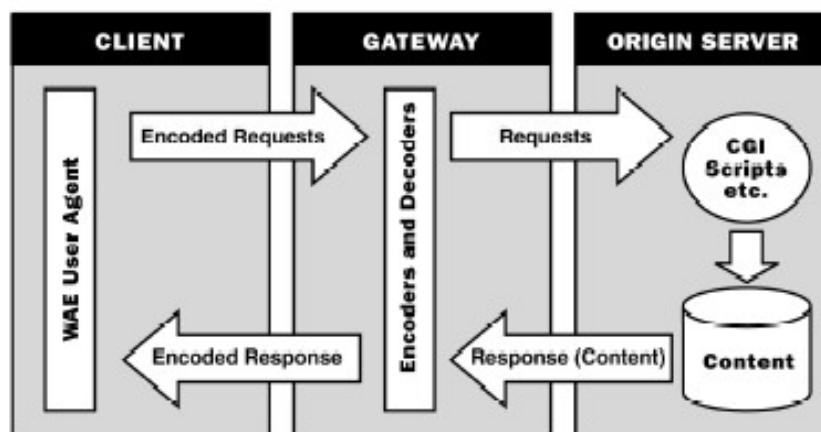 CLIENT
GATEWAY
ORIGIN SERVER
WAE User Agent
Encoded Requests
Encoders and Decoders
Requests
CGI
Scripts
etc.
Encoded Response
Response (Content)
Content